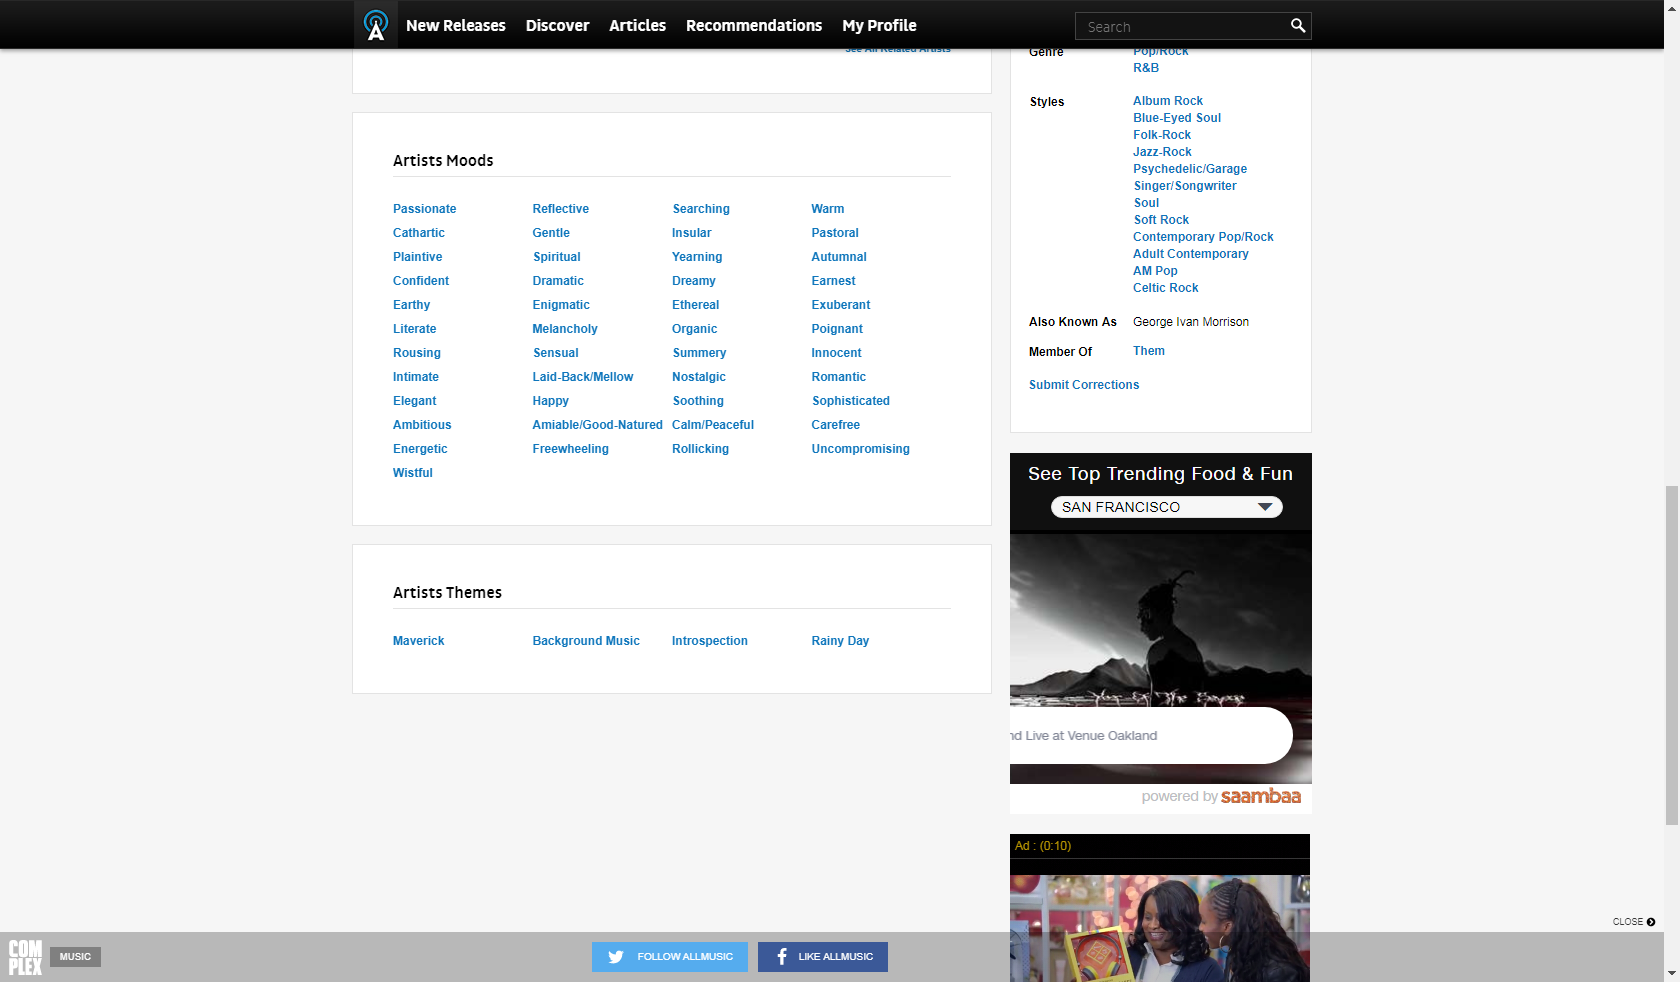 New Releases Discover Articles Recommendations My Profile Search
See All Related Artists
Genre Pop/Rock
R&B
Styles Album Rock
Blue-Eyed Soul
Folk-Rock
Jazz-Rock
Psychedelic/Garage
Singer/Songwriter
Soul
Soft Rock
Contemporary Pop/Rock
Adult Contemporary
AM Pop
Celtic Rock
Also Known As George Ivan Morrison
Member Of Them
Submit Corrections
Artists Moods
Passionate Reflective Searching Warm
Cathartic Gentle Insular Pastoral
Plaintive Spiritual Yearning Autumnal
Confident Dramatic Dreamy Earnest
Earthy Enigmatic Ethereal Exuberant
Literate Melancholy Organic Poignant
Rousing Sensual Summery Innocent
Intimate Laid-Back/Mellow Nostalgic Romantic
Elegant Happy Soothing Sophisticated
Ambitious Amiable/Good-Natured Calm/Peaceful Carefree
Energetic Freewheeling Rollicking Uncompromising
Wistful
Artists Themes
Maverick Background Music Introspection Rainy Day
See Top Trending Food & Fun
SAN FRANCISCO
nd Live at Venue Oakland
powered by saambaa
Ad : (0:10)
CLOSE
COMPLEX MUSIC
FOLLOW ALLMUSIC LIKE ALLMUSIC